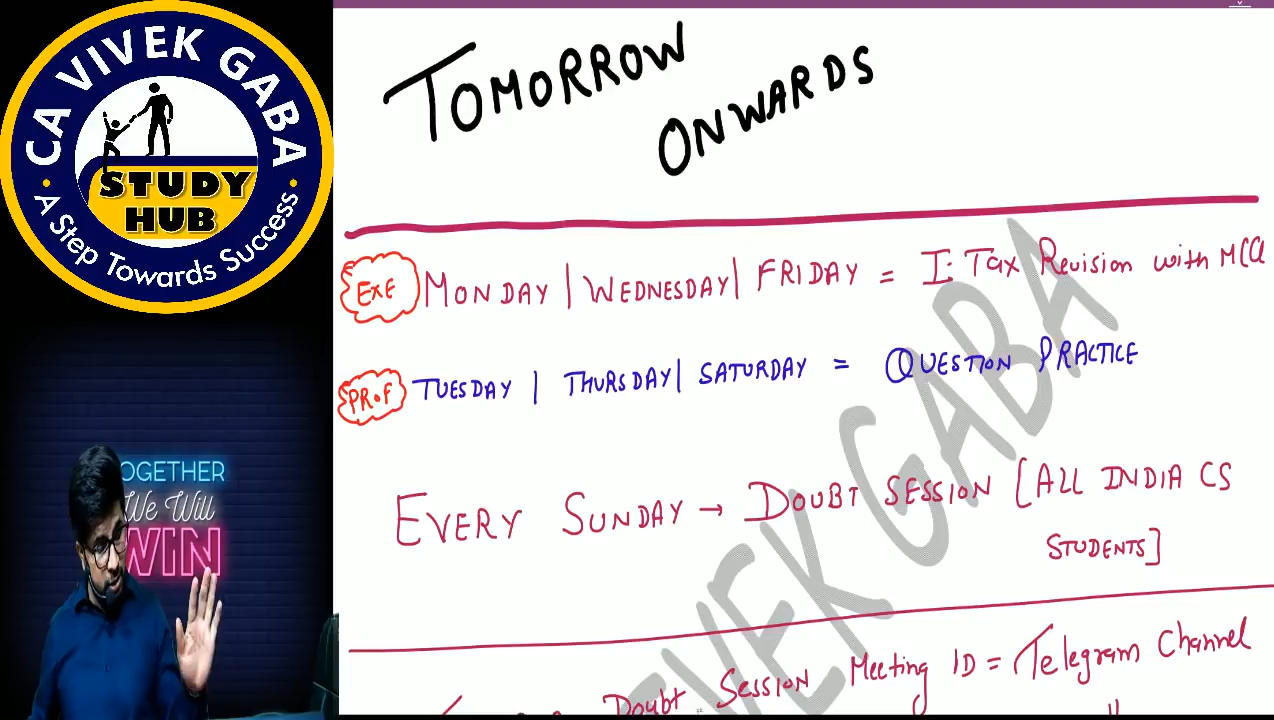 CA VIVEK GABA
STUDY
HUB
A Step Towards Success
TOMORROW
ONWARDS
EXE MONDAY | WEDNESDAY | FRIDAY = I. Tax Revision with MCQ
PROF TUESDAY | THURSDAY | SATURDAY = QUESTION PRACTICE
EVERY SUNDAY → DOUBT SESSION [ALL INDIA CS
STUDENTS]
Doubt Session Meeting ID = Telegram Channel
VIVEK GABA
TOGETHER
We Will
WIN